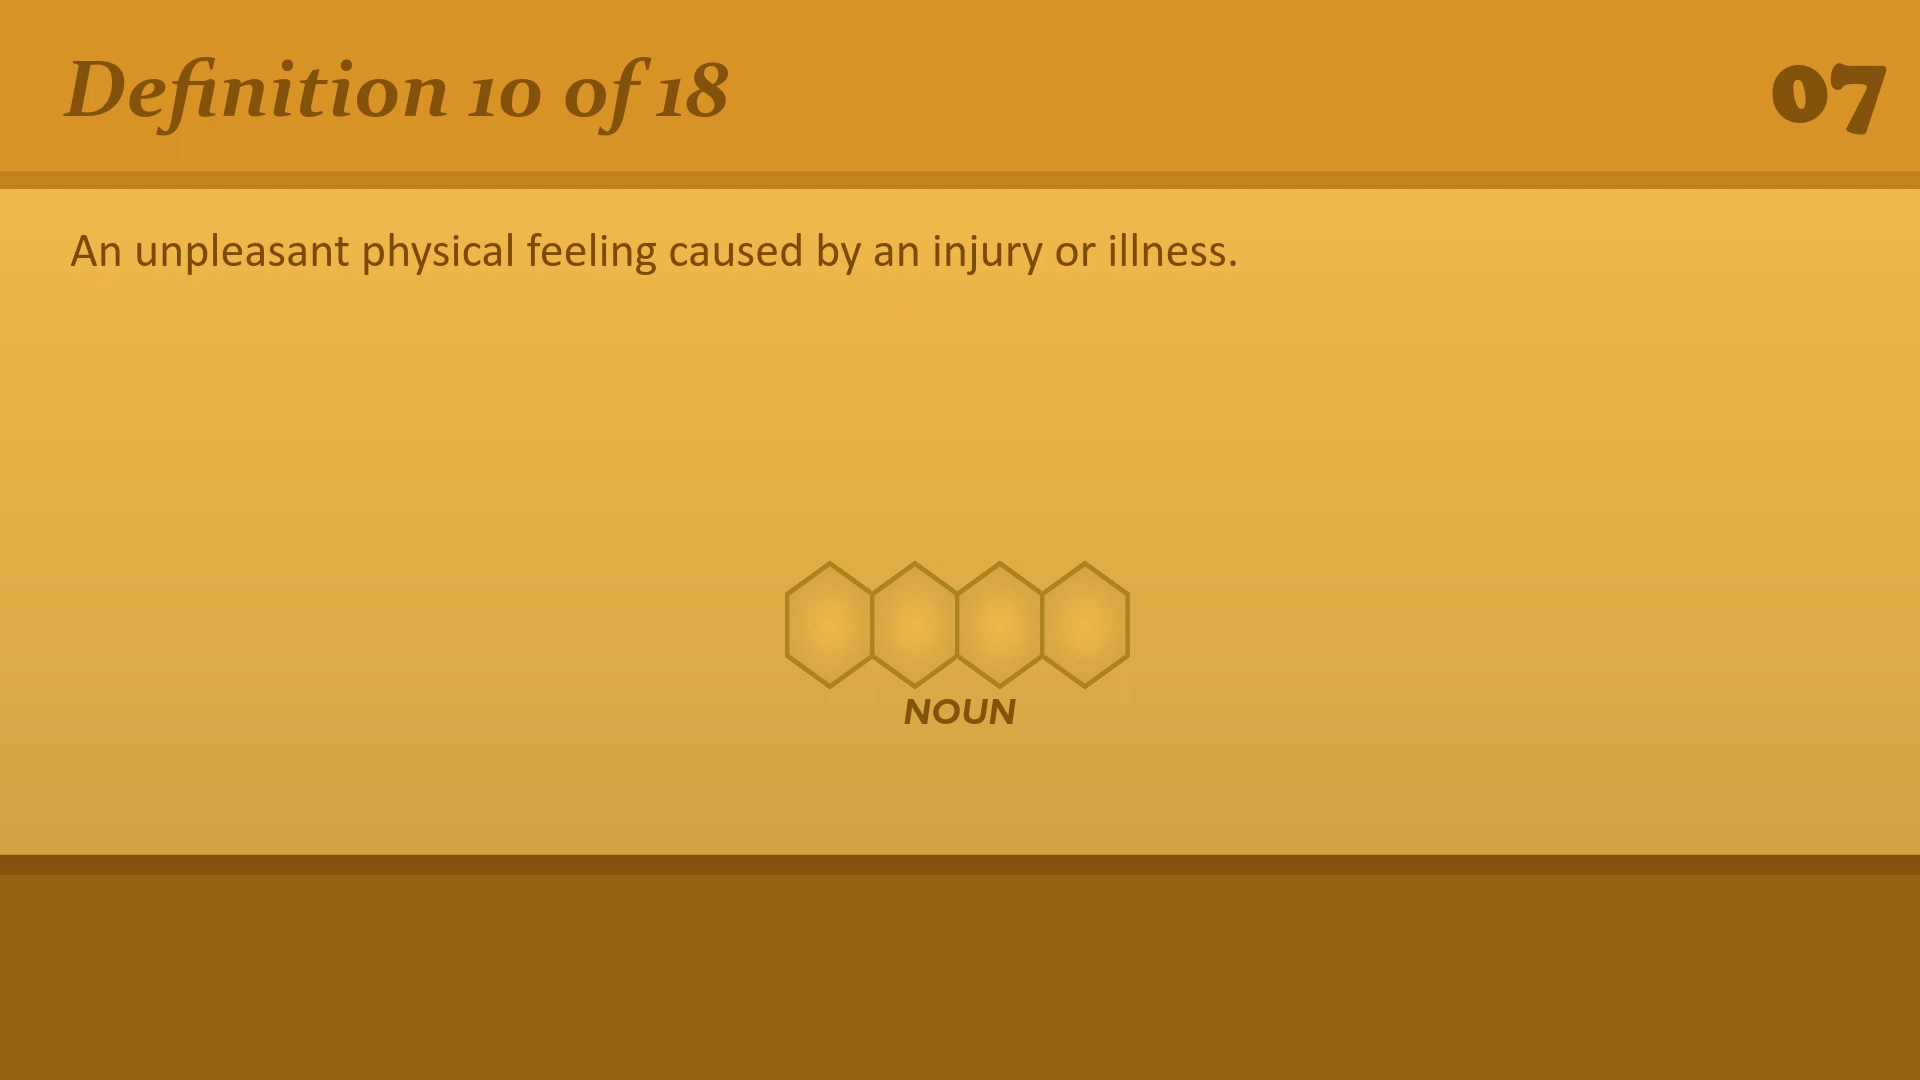 Definition 10 of 18
07
An unpleasant physical feeling caused by an injury or illness.
NOUN